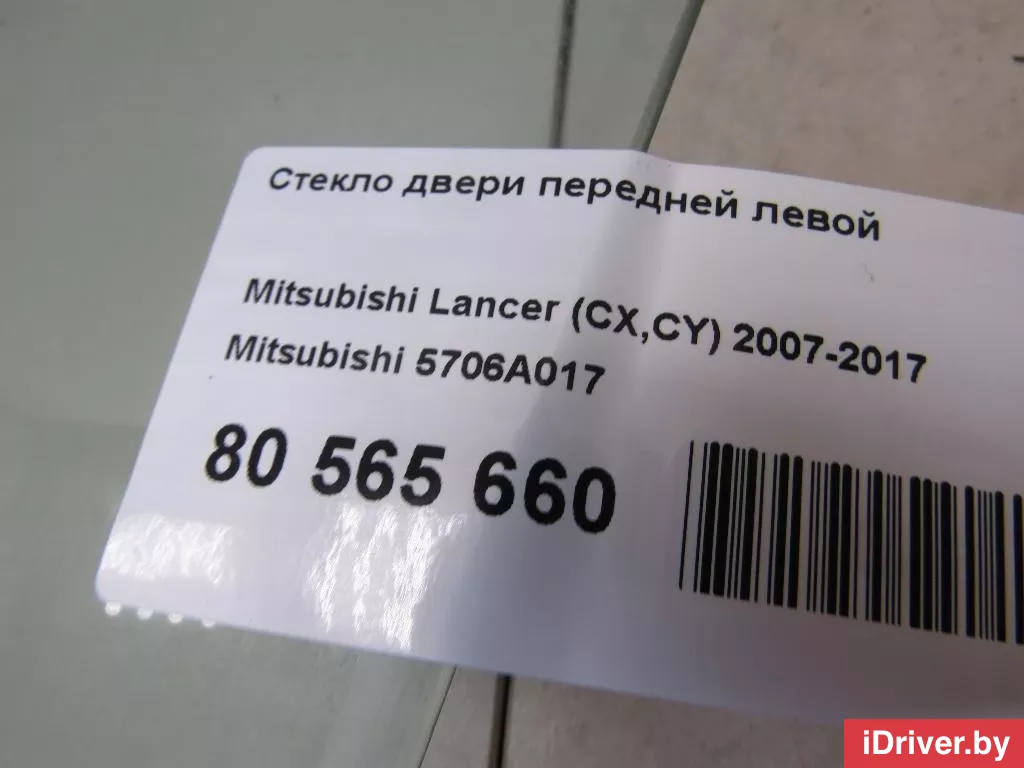 Стекло двери передней левой
Mitsubishi Lancer (CX,CY) 2007-2017
Mitsubishi 5706A017
80 565 660
iDriver.by